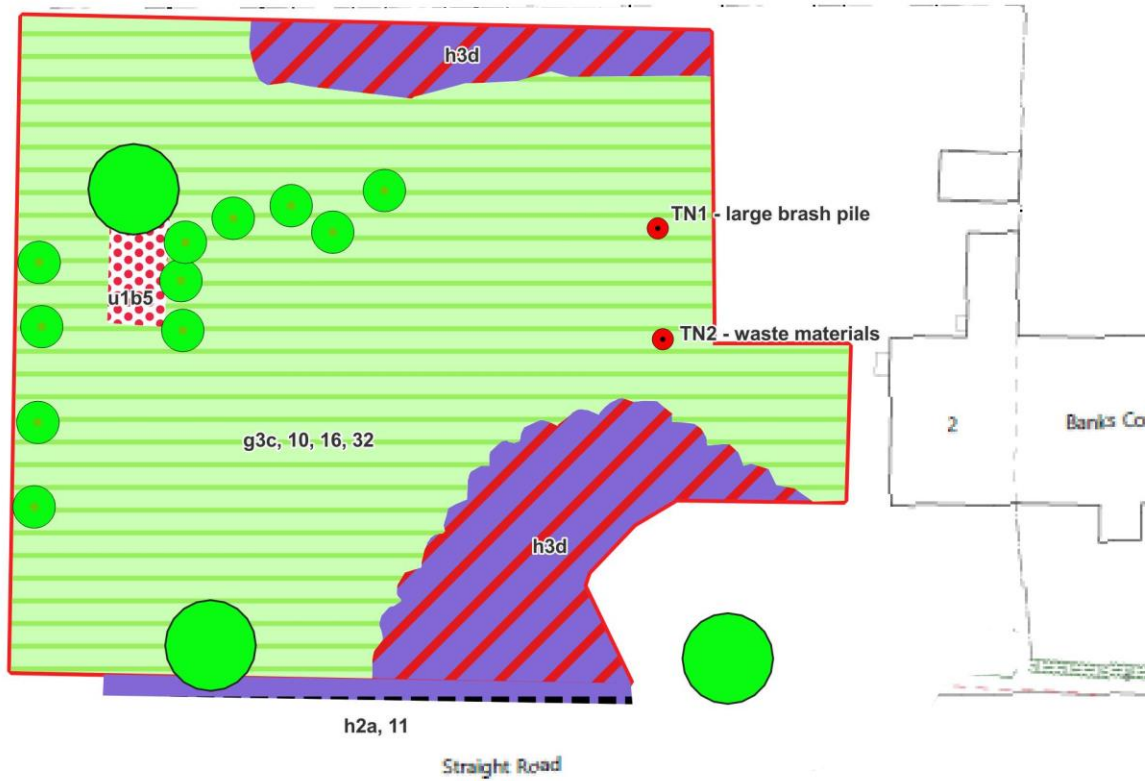 h3d
TN1 - large brash pile
u1b5
TN2 - waste materials
g3c, 10, 16, 32
2
Banks Co
h3d
h2a, 11
Straight Road